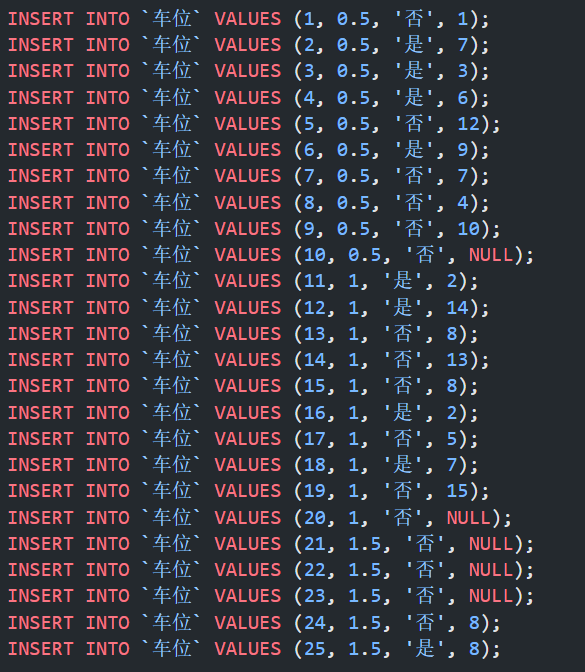 INSERT INTO `车位` VALUES (1, 0.5, '否', 1);
INSERT INTO `车位` VALUES (2, 0.5, '是', 7);
INSERT INTO `车位` VALUES (3, 0.5, '是', 3);
INSERT INTO `车位` VALUES (4, 0.5, '是', 6);
INSERT INTO `车位` VALUES (5, 0.5, '否', 12);
INSERT INTO `车位` VALUES (6, 0.5, '是', 9);
INSERT INTO `车位` VALUES (7, 0.5, '否', 7);
INSERT INTO `车位` VALUES (8, 0.5, '否', 4);
INSERT INTO `车位` VALUES (9, 0.5, '否', 10);
INSERT INTO `车位` VALUES (10, 0.5, '否', NULL);
INSERT INTO `车位` VALUES (11, 1, '是', 2);
INSERT INTO `车位` VALUES (12, 1, '是', 14);
INSERT INTO `车位` VALUES (13, 1, '否', 8);
INSERT INTO `车位` VALUES (14, 1, '否', 13);
INSERT INTO `车位` VALUES (15, 1, '否', 8);
INSERT INTO `车位` VALUES (16, 1, '是', 2);
INSERT INTO `车位` VALUES (17, 1, '否', 5);
INSERT INTO `车位` VALUES (18, 1, '是', 7);
INSERT INTO `车位` VALUES (19, 1, '否', 15);
INSERT INTO `车位` VALUES (20, 1, '否', NULL);
INSERT INTO `车位` VALUES (21, 1.5, '否', NULL);
INSERT INTO `车位` VALUES (22, 1.5, '否', NULL);
INSERT INTO `车位` VALUES (23, 1.5, '否', NULL);
INSERT INTO `车位` VALUES (24, 1.5, '否', 8);
INSERT INTO `车位` VALUES (25, 1.5, '是', 8);